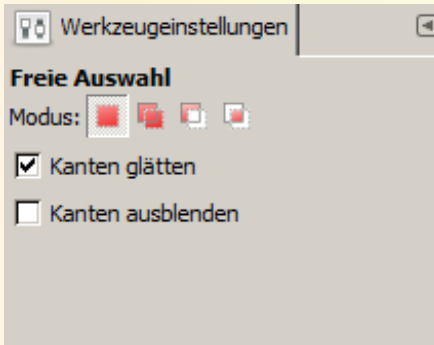 Werkzeugeinstellungen
Freie Auswahl
Modus:
Kanten glätten
Kanten ausblenden